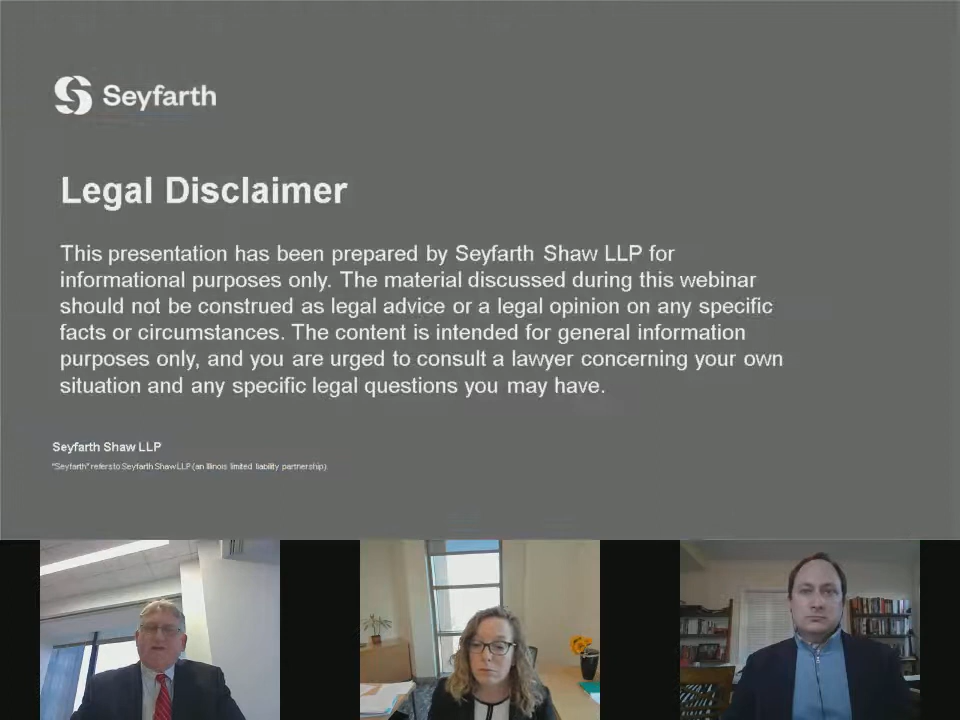 Seyfarth
Legal Disclaimer
This presentation has been prepared by Seyfarth Shaw LLP for
informational purposes only. The material discussed during this webinar
should not be construed as legal advice or a legal opinion on any specific
facts or circumstances. The content is intended for general information
purposes only, and you are urged to consult a lawyer concerning your own
situation and any specific legal questions you may have.
Seyfarth Shaw LLP
"Seyfarth" refers to Seyfarth Shaw LLP (an Illinois limited liability partnership).